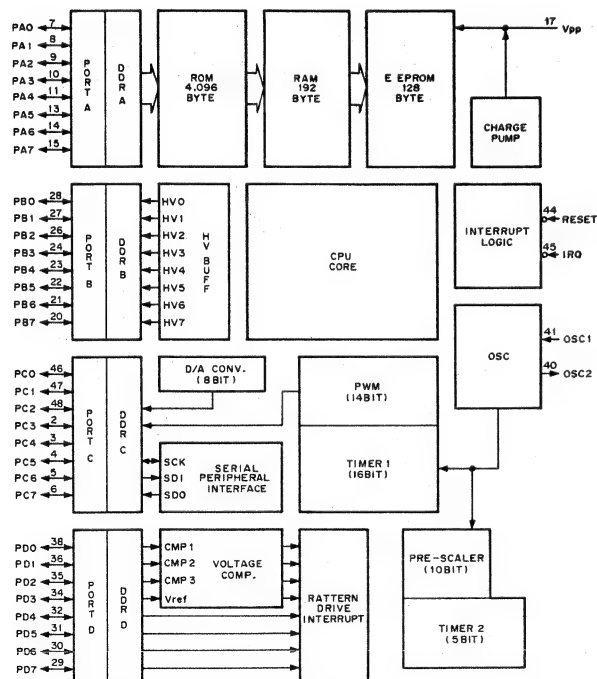 PA0 7
PA1 8
PA2 9
PA3 10
PA4 11
PA5 13
PA6 14
PA7 15
PORT A
DDR A
ROM
4.096
BYTE
RAM
192
BYTE
E EPROM
128
BYTE
17 Vpp
CHARGE
PUMP
PB0 28
PB1 27
PB2 26
PB3 24
PB4 23
PB5 22
PB6 21
PB7 20
PORT B
DDR B
HV0
HV1
HV2
HV3
HV4
HV5
HV6
HV7
HV BUFF
CPU
CORE
INTERRUPT
LOGIC
44
RESET
45
IRQ
OSC
41
OSC1
40
OSC2
PC0 46
PC1 47
PC2 48
PC3 2
PC4 3
PC5 4
PC6 5
PC7 6
PORT C
DDR C
D/A CONV.
(8BIT)
SCK
SDI
SDO
SERIAL
PERIPHERAL
INTERFACE
PWM
(14BIT)
TIMER 1
(16BIT)
PD0 38
PD1 36
PD2 35
PD3 34
PD4 32
PD5 31
PD6 30
PD7 29
PORT D
DDR D
CMP1
CMP2
CMP3
Vref
VOLTAGE
COMP.
RATTERN
DRIVE
INTERRUPT
PRE-SCALER
(10BIT)
TIMER 2
(5BIT)